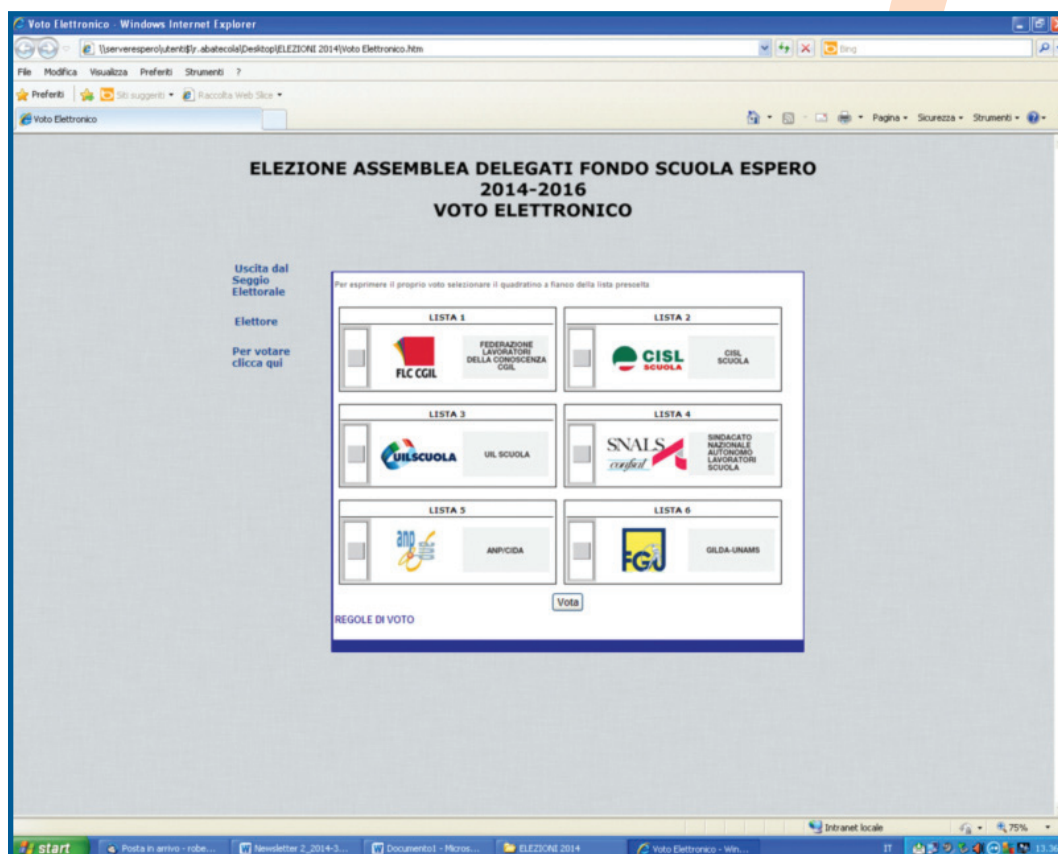 Voto Elettronico - Windows Internet Explorer
\\serverespero\utenti$\r.abatecola\Desktop\ELEZIONI 2014\Voto Elettronico.htm
Bing
File Modifica Visualizza Preferiti Strumenti ?
Preferiti Siti suggeriti Raccolta Web Slice
Voto Elettronico
Pagina Sicurezza Strumenti
ELEZIONE ASSEMBLEA DELEGATI FONDO SCUOLA ESPERO
2014-2016
VOTO ELETTRONICO
Uscita dal
Seggio
Elettorale
Elettore
Per votare
clicca qui
Per esprimere il proprio voto selezionare il quadratino a fianco della lista prescelta
LISTA 1
FLC CGIL
FEDERAZIONE
LAVORATORI
DELLA CONOSCENZA
CGIL
LISTA 2
CISL
SCUOLA
CISL
SCUOLA
LISTA 3
UILSCUOLA
UIL SCUOLA
LISTA 4
SNALS
confsal
SINDACATO
NAZIONALE
AUTONOMO
LAVORATORI
SCUOLA
LISTA 5
anp
ANP/CIDA
LISTA 6
FGU
GILDA-UNAMS
Vota
REGOLE DI VOTO
Intranet locale 75%
start Posta in arrivo - robe... Newsletter 2_2014-3... Documento1 - Micros... ELEZIONI 2014 Voto Elettronico - Win... IT 13.36